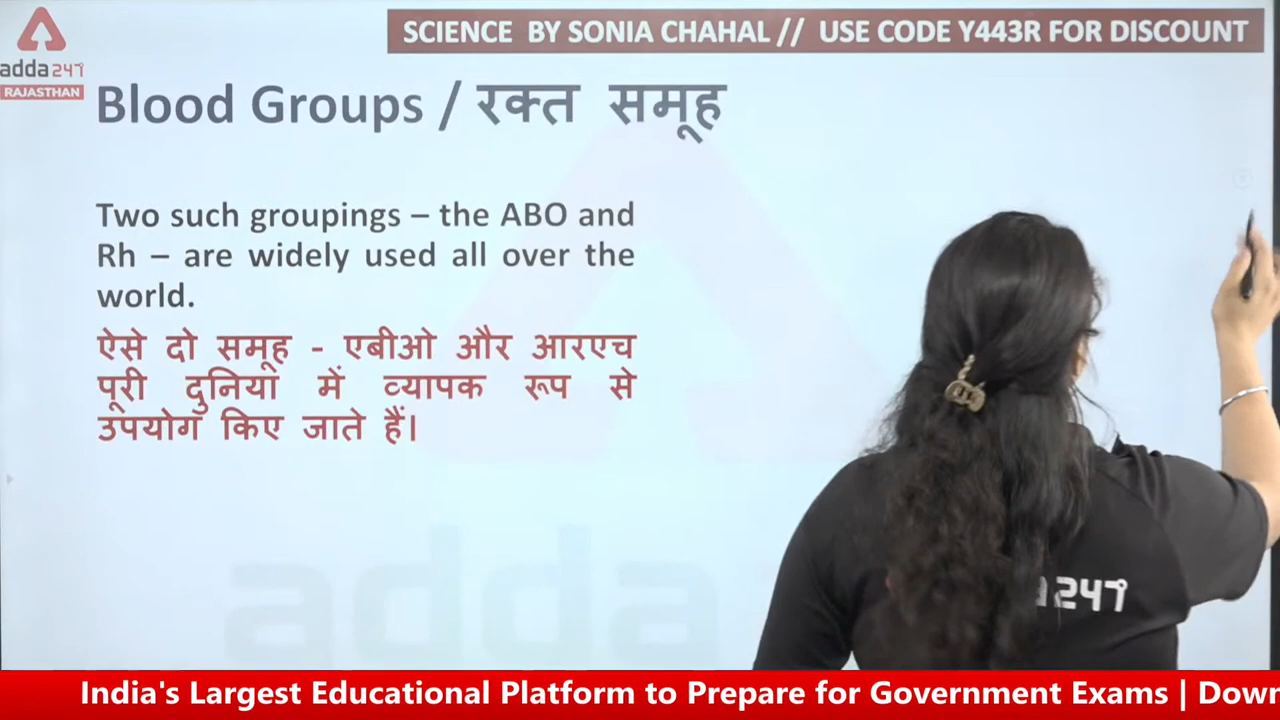 SCIENCE BY SONIA CHAHAL // USE CODE Y443R FOR DISCOUNT
adda247
RAJASTHAN
Blood Groups / रक्त समूह
Two such groupings – the ABO and
Rh – are widely used all over the
world.
ऐसे दो समूह - एबीओ और आरएच
पूरी दुनिया में व्यापक रूप से
उपयोग किए जाते हैं।
adda
247
India's Largest Educational Platform to Prepare for Government Exams |